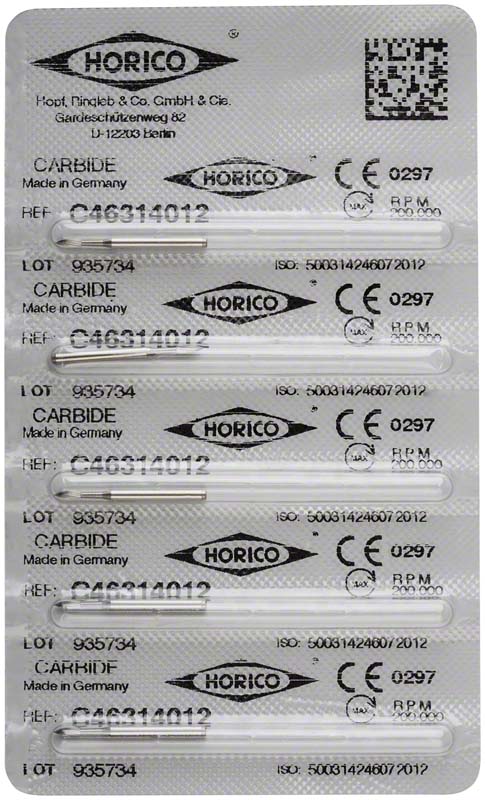 HORICO ®
Hopf, Ringleb & Co. GmbH & Cie.
Gardeschützenweg 82
D-12203 Berlin
CARBIDE HORICO CE 0297
Made in Germany
REF: C46314012 MAX RPM 200.000
LOT 935734 ISO: 500314246072012
CARBIDE HORICO ® CE 0297
Made in Germany
REF: C46314012 MAX RPM 200.000
LOT 935734 ISO: 500314246072012
CARBIDE HORICO ® CE 0297
Made in Germany
REF: C46314012 MAX RPM 200.000
LOT 935734 ISO: 500314246072012
CARBIDE HORICO ® CE 0297
Made in Germany
REF: C46314012 MAX RPM 200.000
LOT 935734 ISO: 500314246072012
CARBIDE HORICO ® CE 0297
Made in Germany
REF: C46314012 MAX RPM 200.000
LOT 935734 ISO: 500314246072012